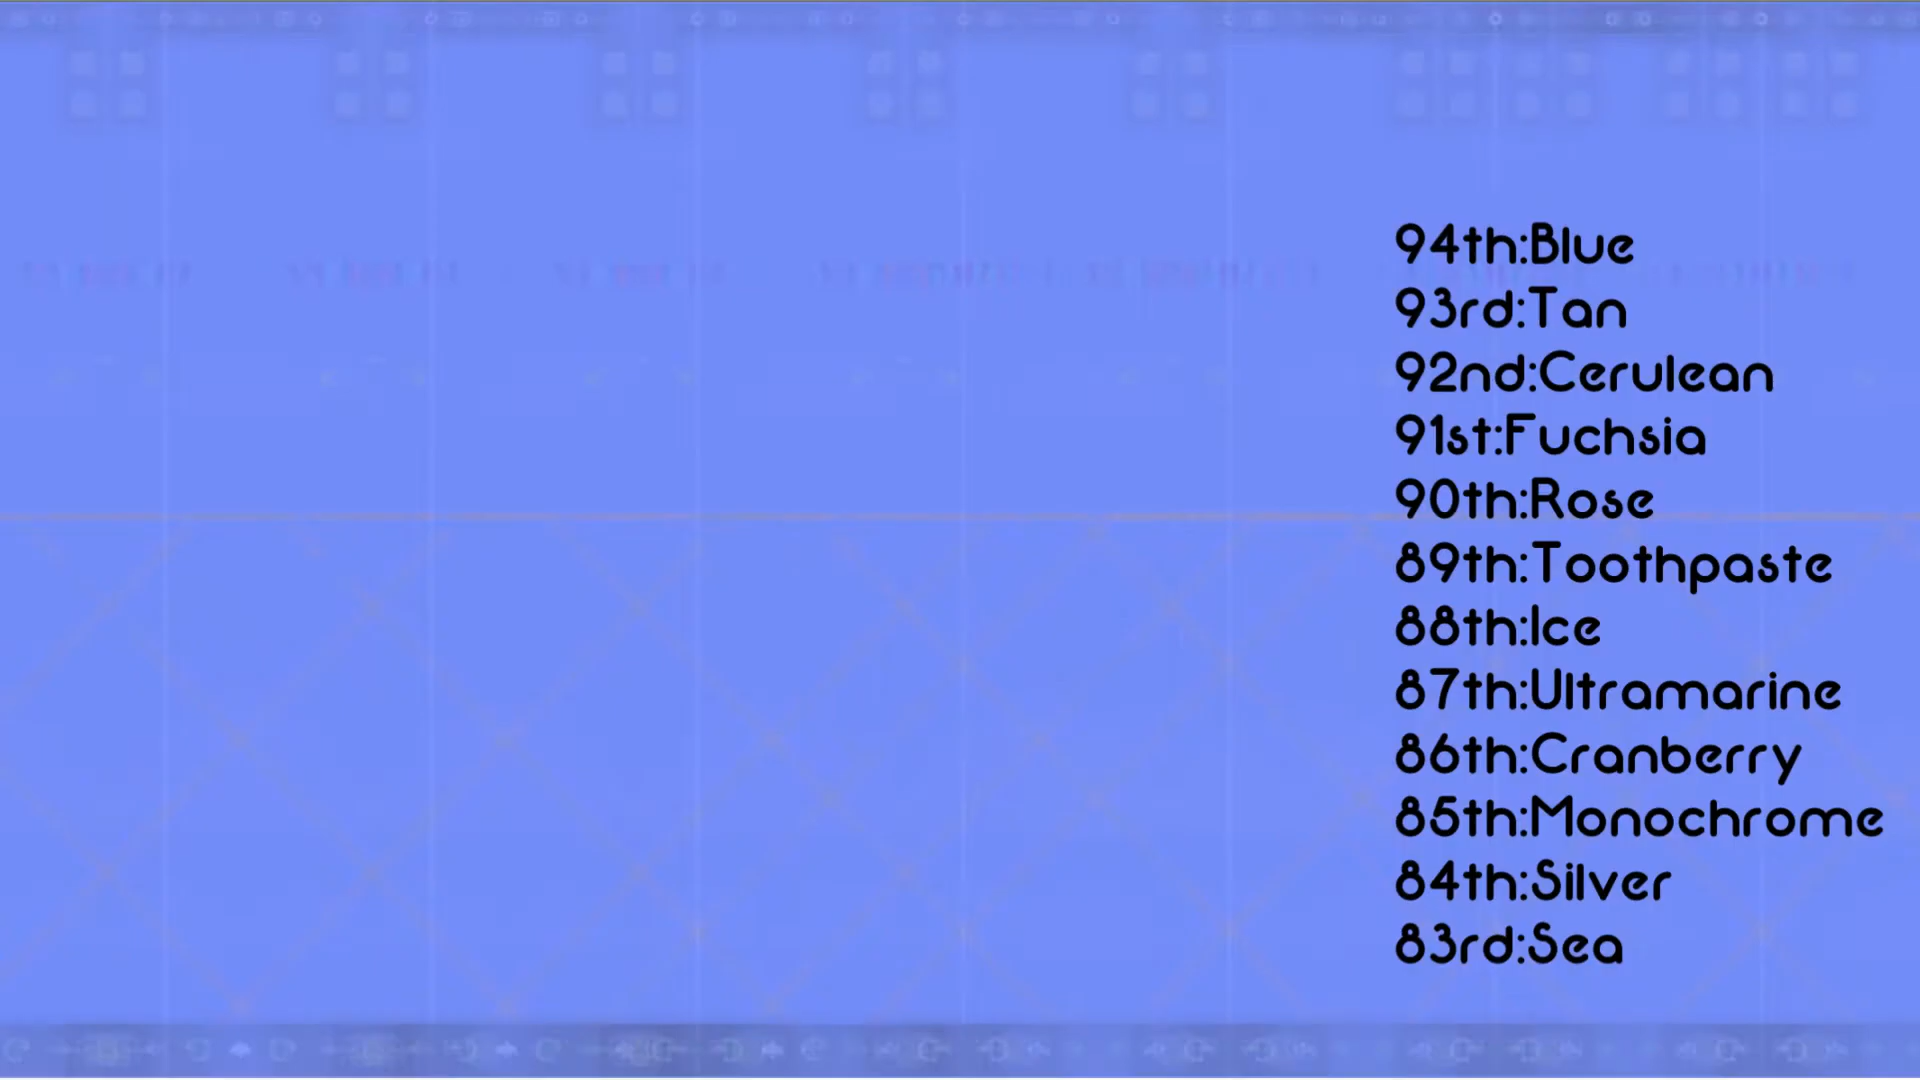 94th:Blue
93rd:Tan
92nd:Cerulean
91st:Fuchsia
90th:Rose
89th:Toothpaste
88th:Ice
87th:Ultramarine
86th:Cranberry
85th:Monochrome
84th:Silver
83rd:Sea